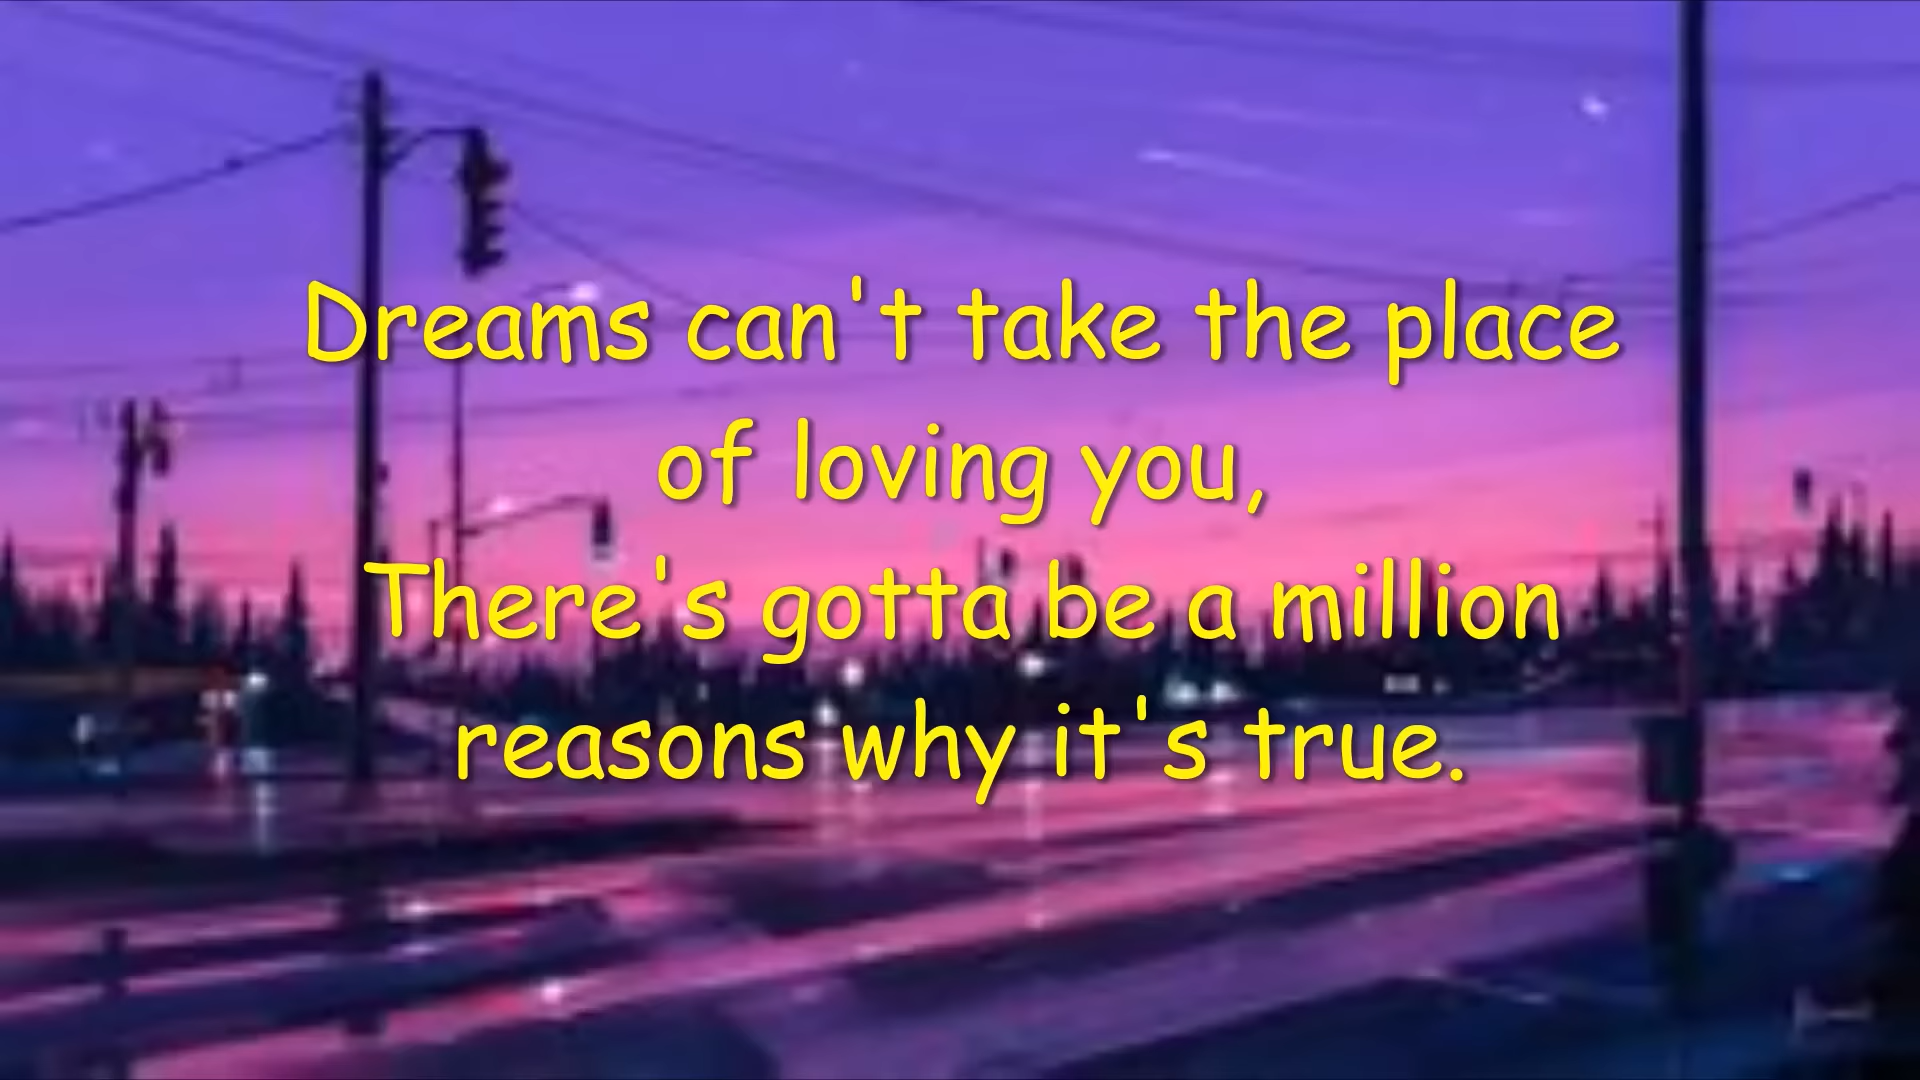 Dreams can't take the place
of loving you,
There's gotta be a million
reasons why it's true.